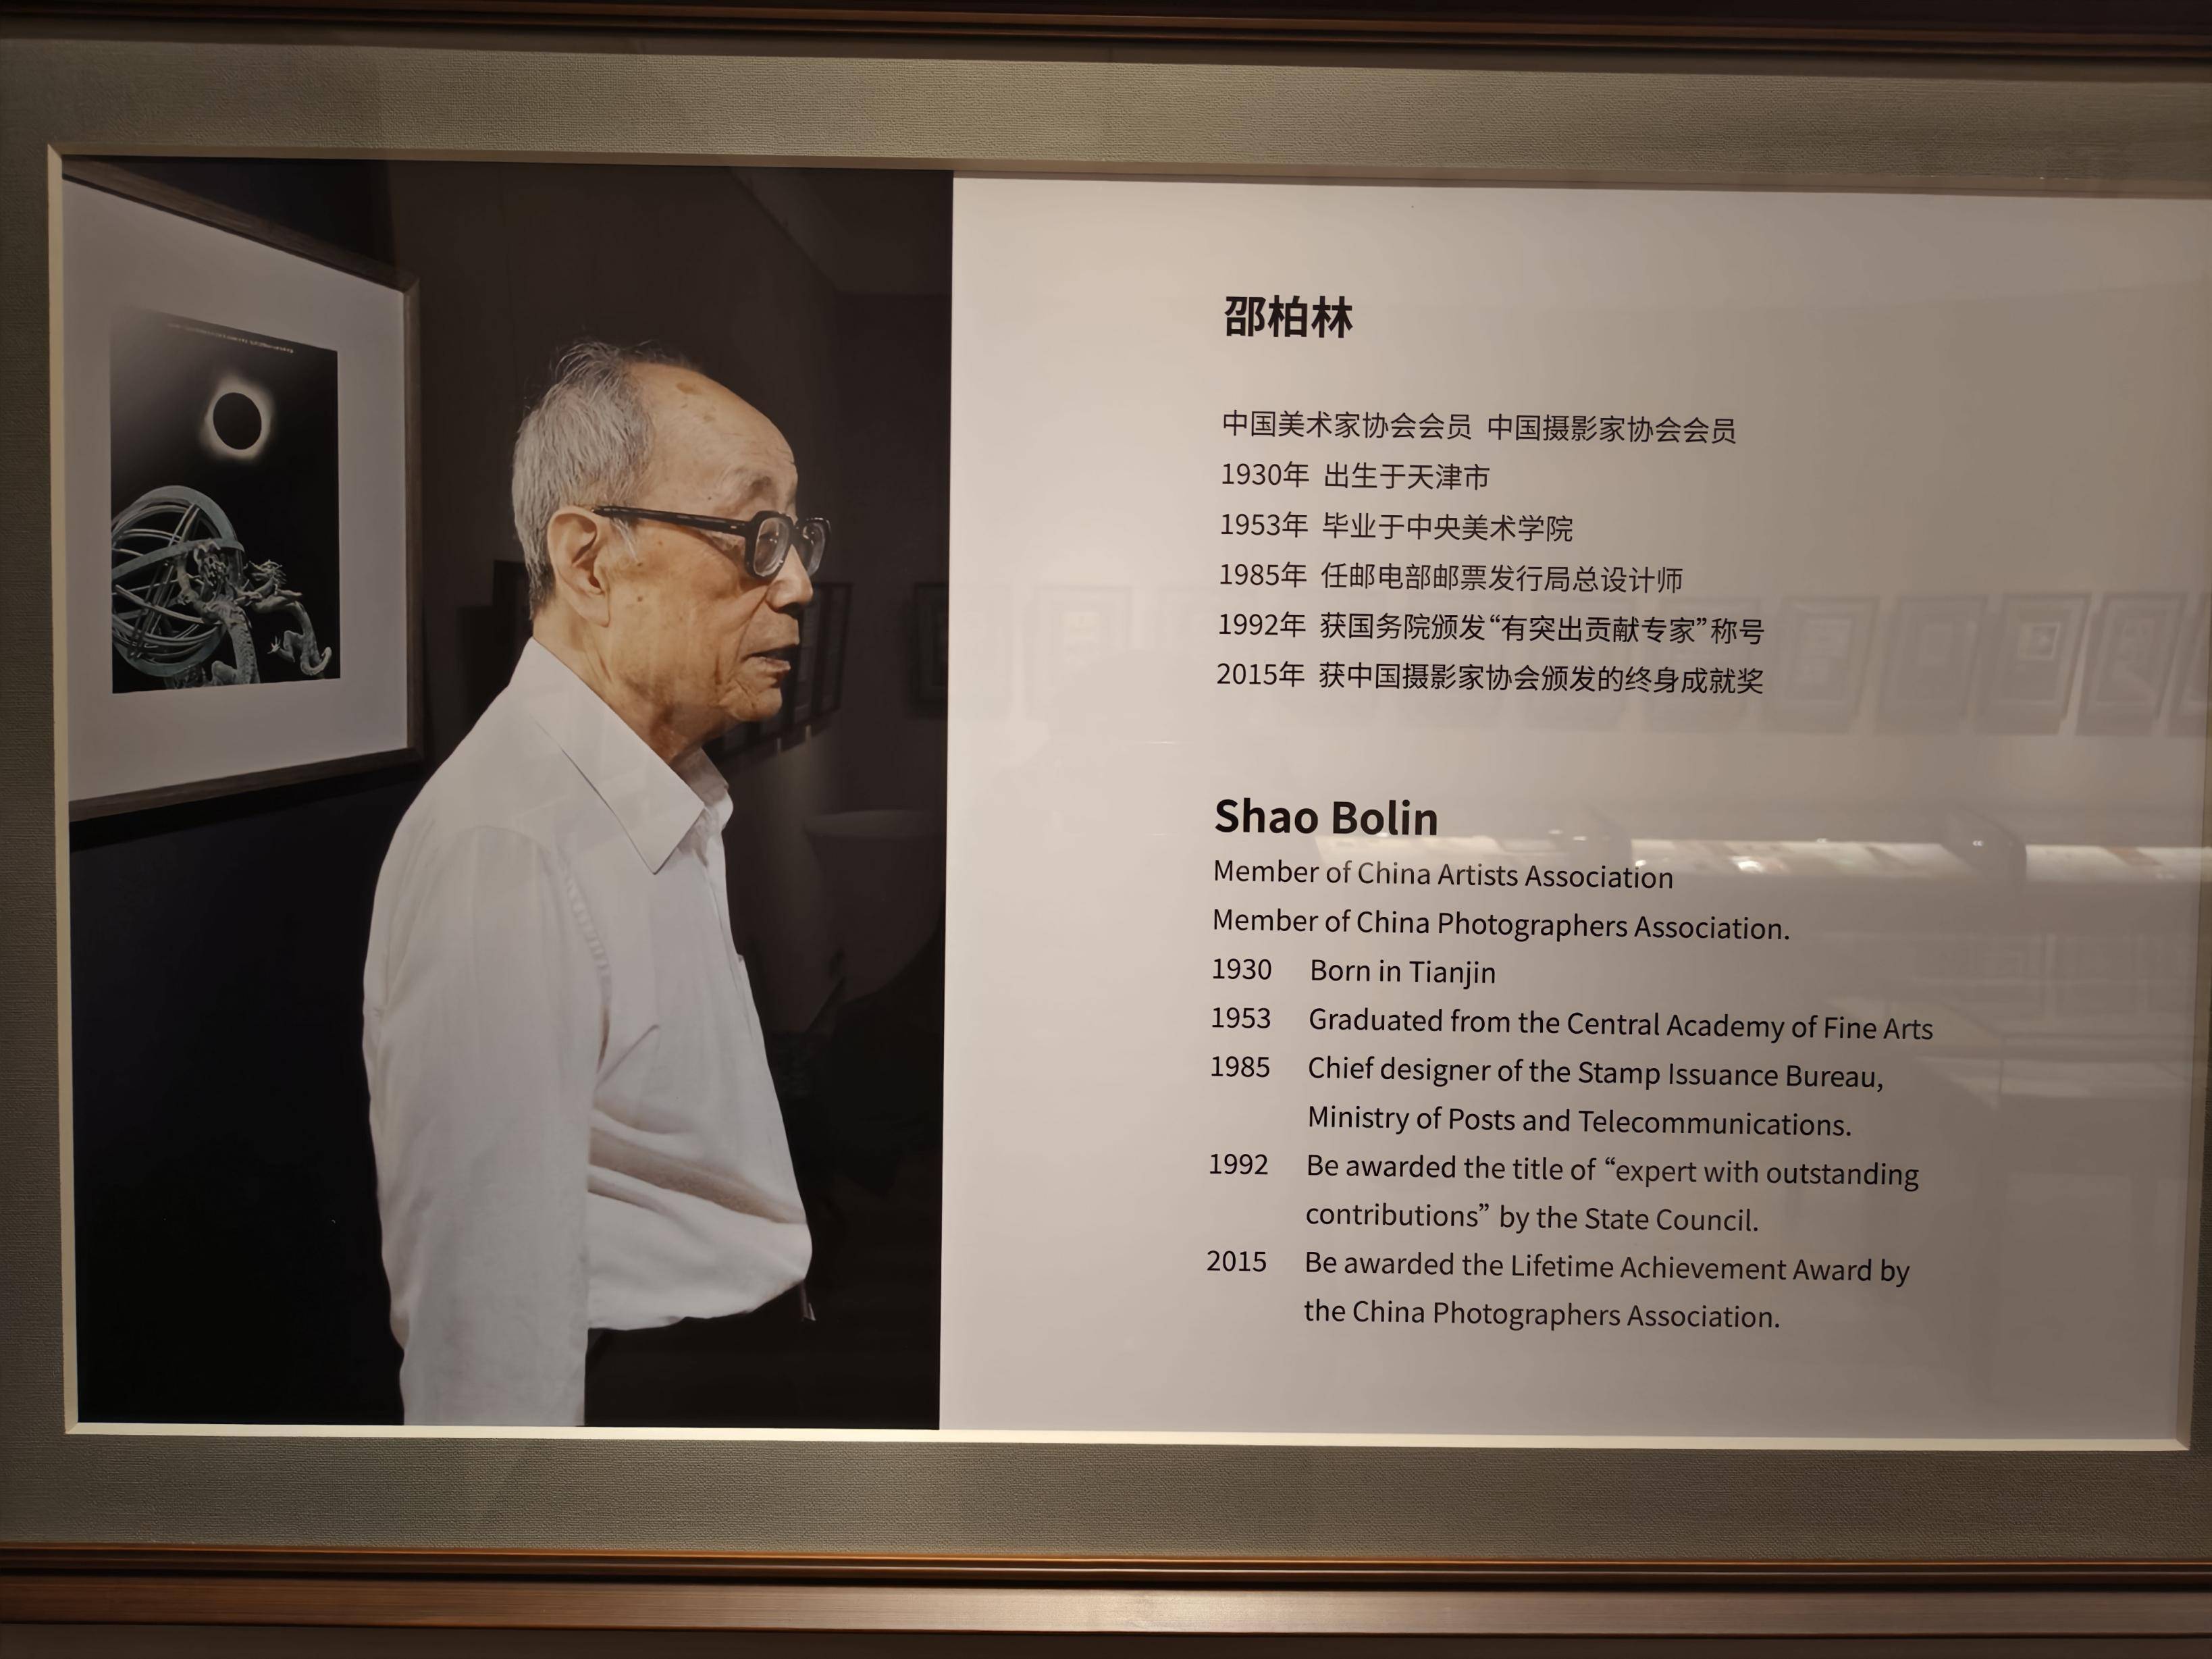 邵柏林
中国美术家协会会员 中国摄影家协会会员
1930年 出生于天津市
1953年 毕业于中央美术学院
1985年 任邮电部邮票发行局总设计师
1992年 获国务院颁发“有突出贡献专家”称号
2015年 获中国摄影家协会颁发的终身成就奖
Shao Bolin
Member of China Artists Association
Member of China Photographers Association.
1930 Born in Tianjin
1953 Graduated from the Central Academy of Fine Arts
1985 Chief designer of the Stamp Issuance Bureau,
Ministry of Posts and Telecommunications.
1992 Be awarded the title of “expert with outstanding
contributions” by the State Council.
2015 Be awarded the Lifetime Achievement Award by
the China Photographers Association.